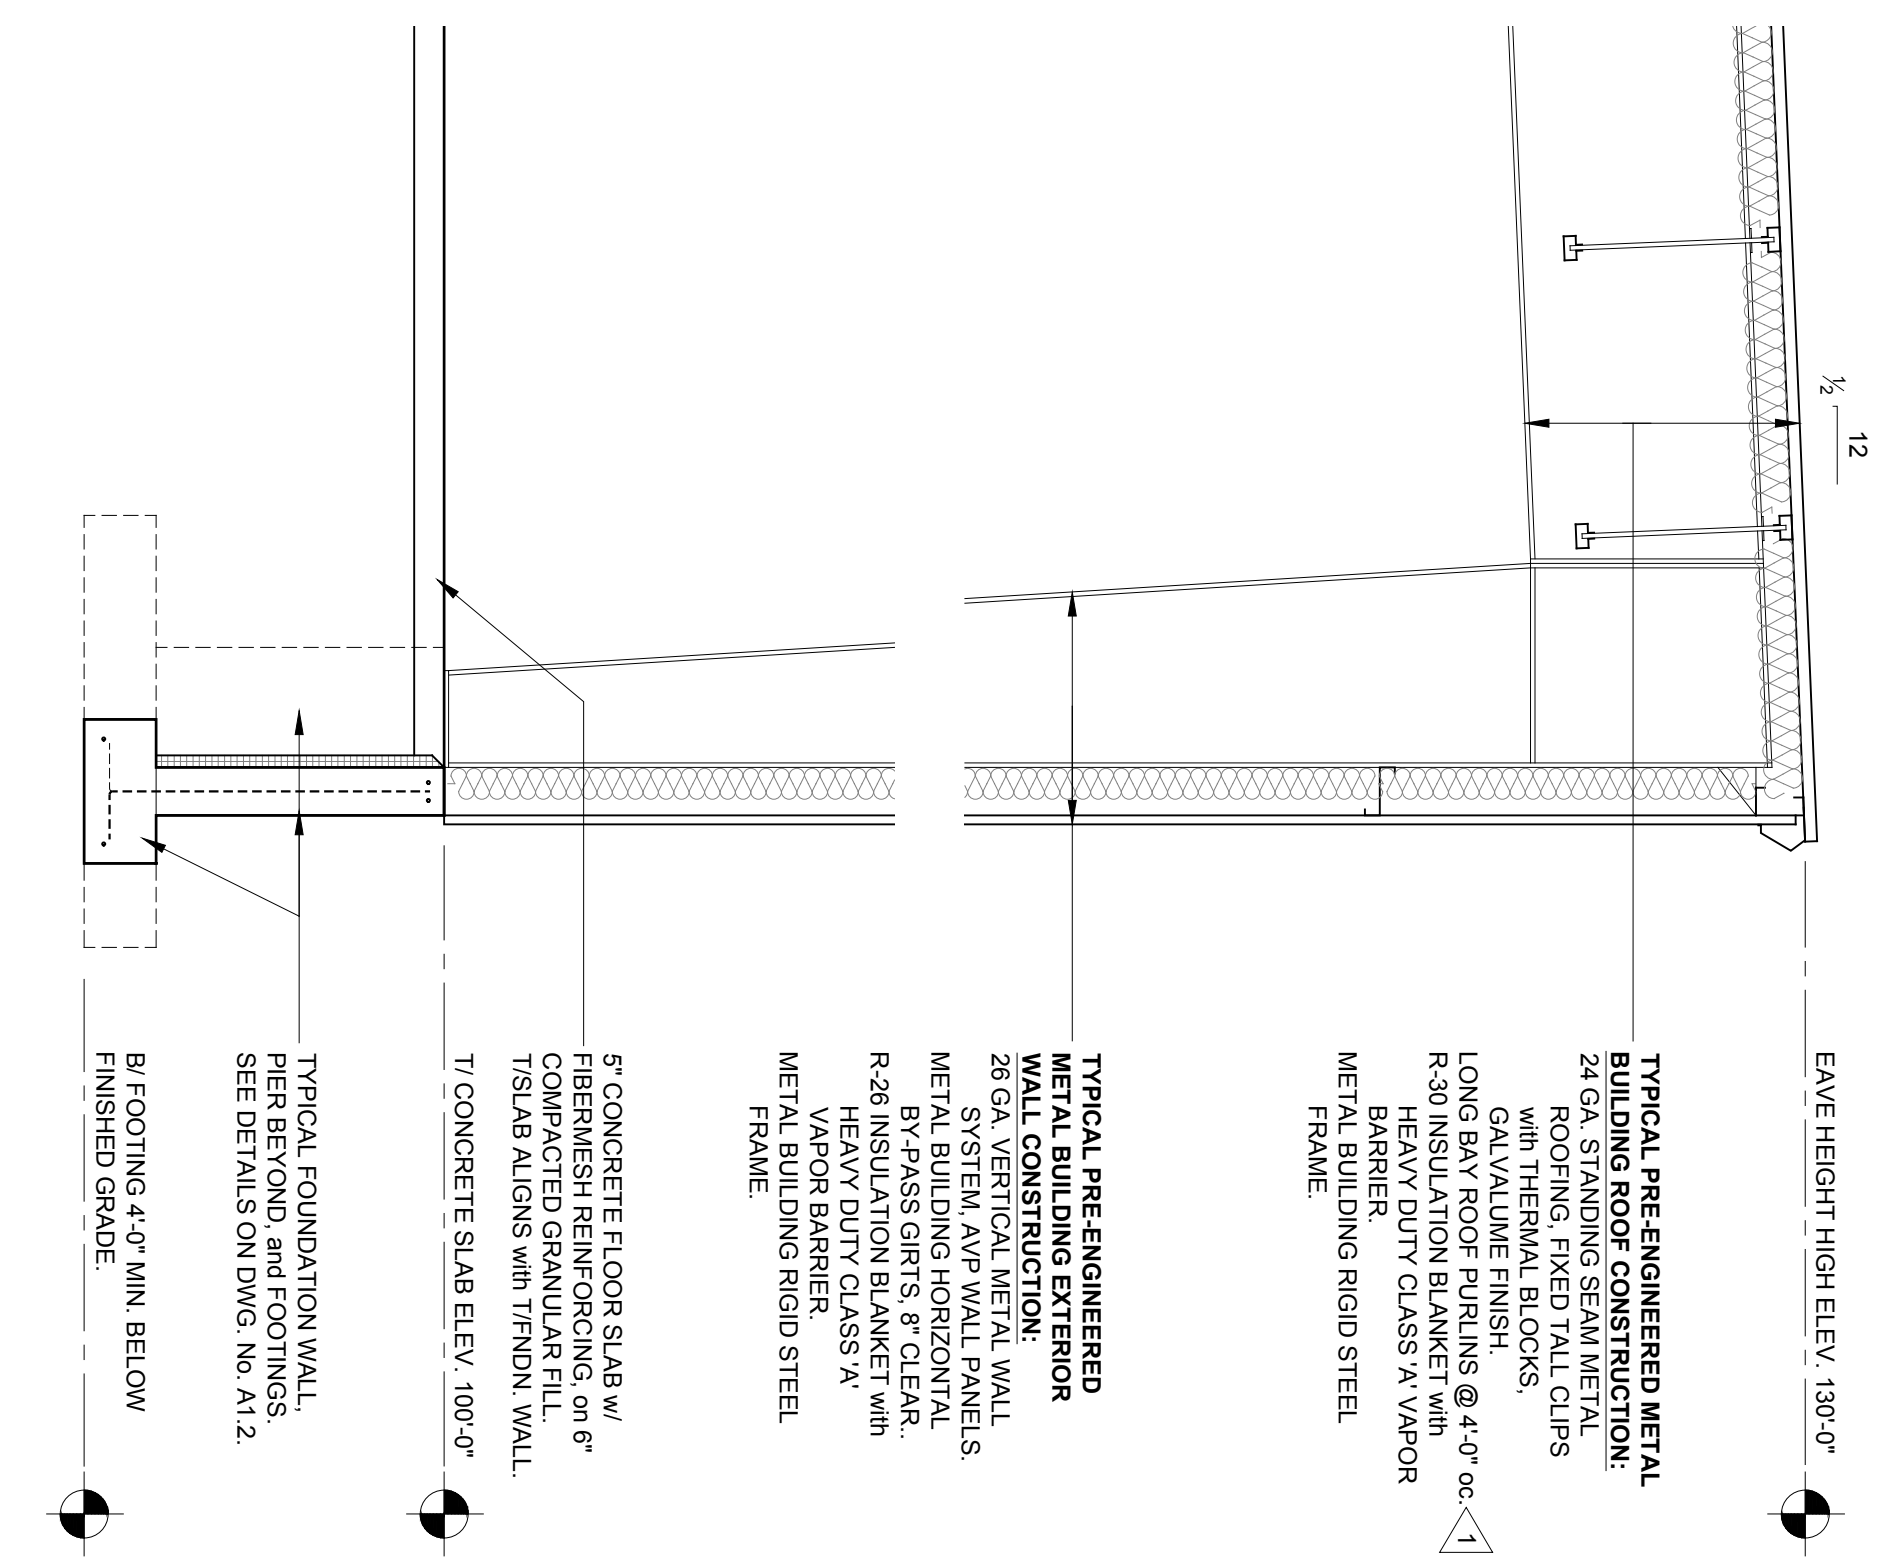 ½
12
EAVE HEIGHT HIGH ELEV. 130'-0"
TYPICAL PRE-ENGINEERED METAL
BUILDING ROOF CONSTRUCTION:
24 GA. STANDING SEAM METAL
ROOFING, FIXED TALL CLIPS
with THERMAL BLOCKS,
GALVALUME FINISH.
LONG BAY ROOF PURLINS @ 4'-0" oc.
1
R-30 INSULATION BLANKET with
HEAVY DUTY CLASS 'A' VAPOR
BARRIER.
METAL BUILDING RIGID STEEL
FRAME.
TYPICAL PRE-ENGINEERED
METAL BUILDING EXTERIOR
WALL CONSTRUCTION:
26 GA. VERTICAL METAL WALL
SYSTEM, AVP WALL PANELS.
METAL BUILDING HORIZONTAL
BY-PASS GIRTS, 8" CLEAR..
R-26 INSULATION BLANKET with
HEAVY DUTY CLASS 'A'
VAPOR BARRIER.
METAL BUILDING RIGID STEEL
FRAME.
5" CONCRETE FLOOR SLAB w/
FIBERMESH REINFORCING, on 6"
COMPACTED GRANULAR FILL.
T/SLAB ALIGNS with T/FNDN. WALL.
T/ CONCRETE SLAB ELEV. 100'-0"
TYPICAL FOUNDATION WALL,
PIER BEYOND, and FOOTINGS.
SEE DETAILS ON DWG. No. A1.2.
B/ FOOTING 4'-0" MIN. BELOW
FINISHED GRADE.